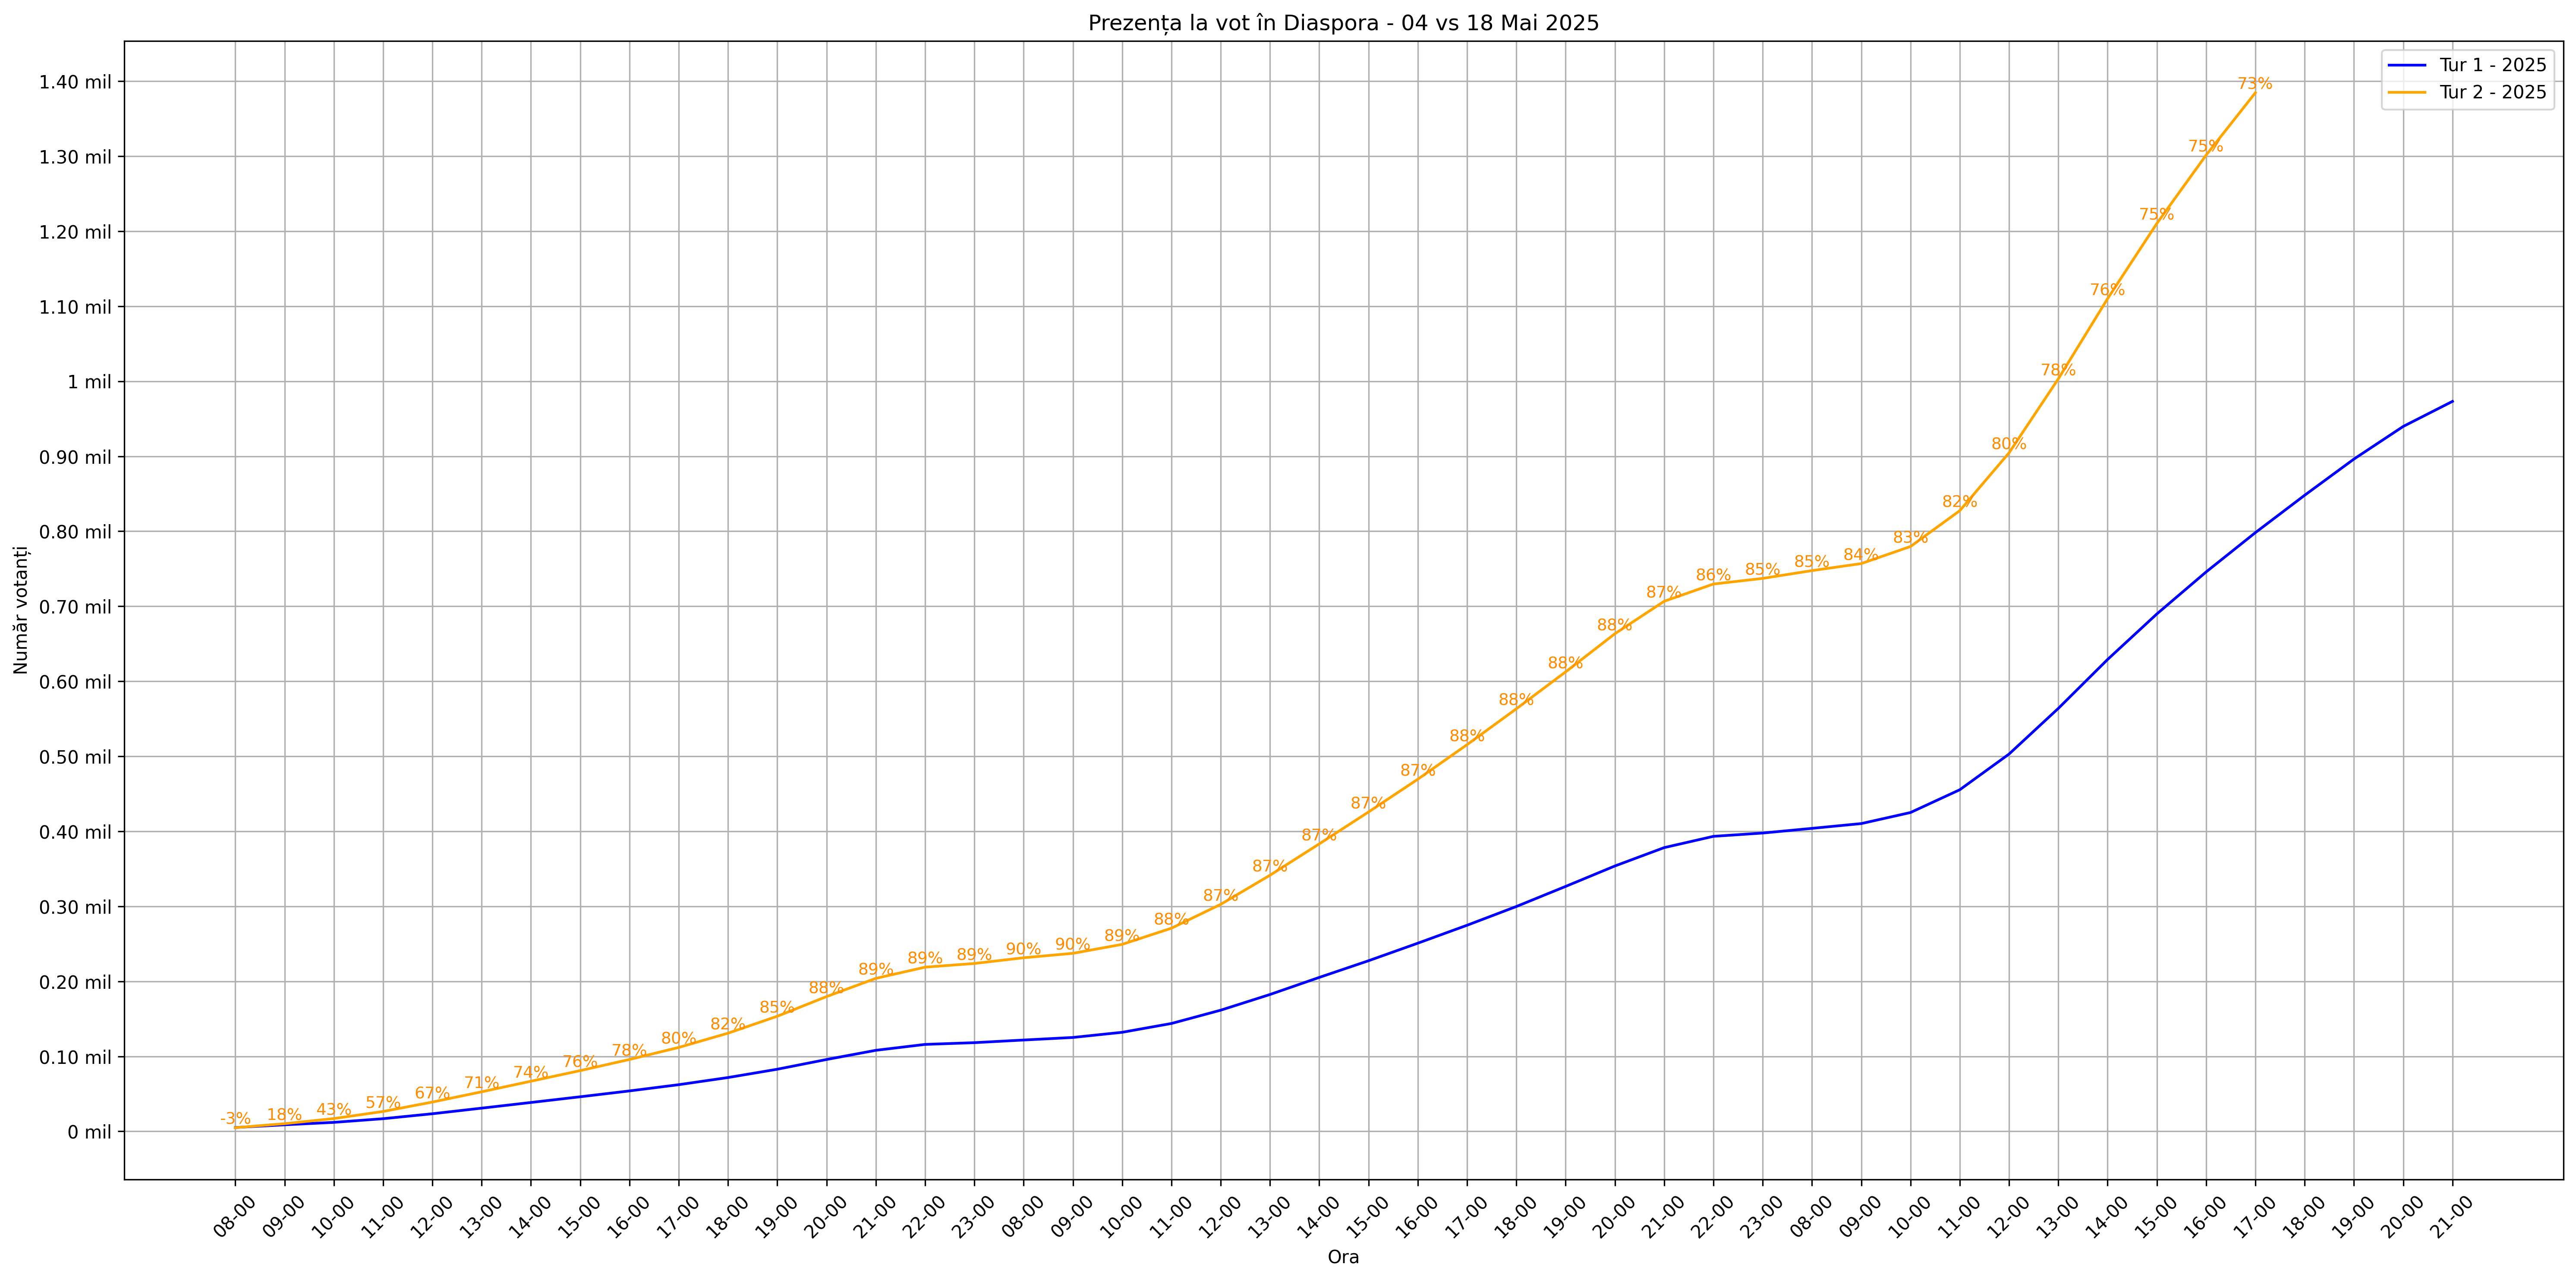 Prezența la vot în Diaspora - 04 vs 18 Mai 2025
Tur 1 - 2025
Tur 2 - 2025
Număr votanți
1.40 mil
1.30 mil
1.20 mil
1.10 mil
1 mil
0.90 mil
0.80 mil
0.70 mil
0.60 mil
0.50 mil
0.40 mil
0.30 mil
0.20 mil
0.10 mil
0 mil
-3% 18% 43% 57% 67% 71% 74% 76% 78% 80% 82% 85% 88% 89% 89% 89% 90% 90% 89% 88% 87% 87% 87% 87% 87% 88% 88% 88% 88% 87% 86% 85% 85% 84% 83% 82% 80% 78% 76% 75% 75% 73%
08-00 09-00 10-00 11-00 12-00 13-00 14-00 15-00 16-00 17-00 18-00 19-00 20-00 21-00 22-00 23-00 08-00 09-00 10-00 11-00 12-00 13-00 14-00 15-00 16-00 17-00 18-00 19-00 20-00 21-00 22-00 23-00 08-00 09-00 10-00 11-00 12-00 13-00 14-00 15-00 16-00 17-00 18-00 19-00 20-00 21-00
Ora